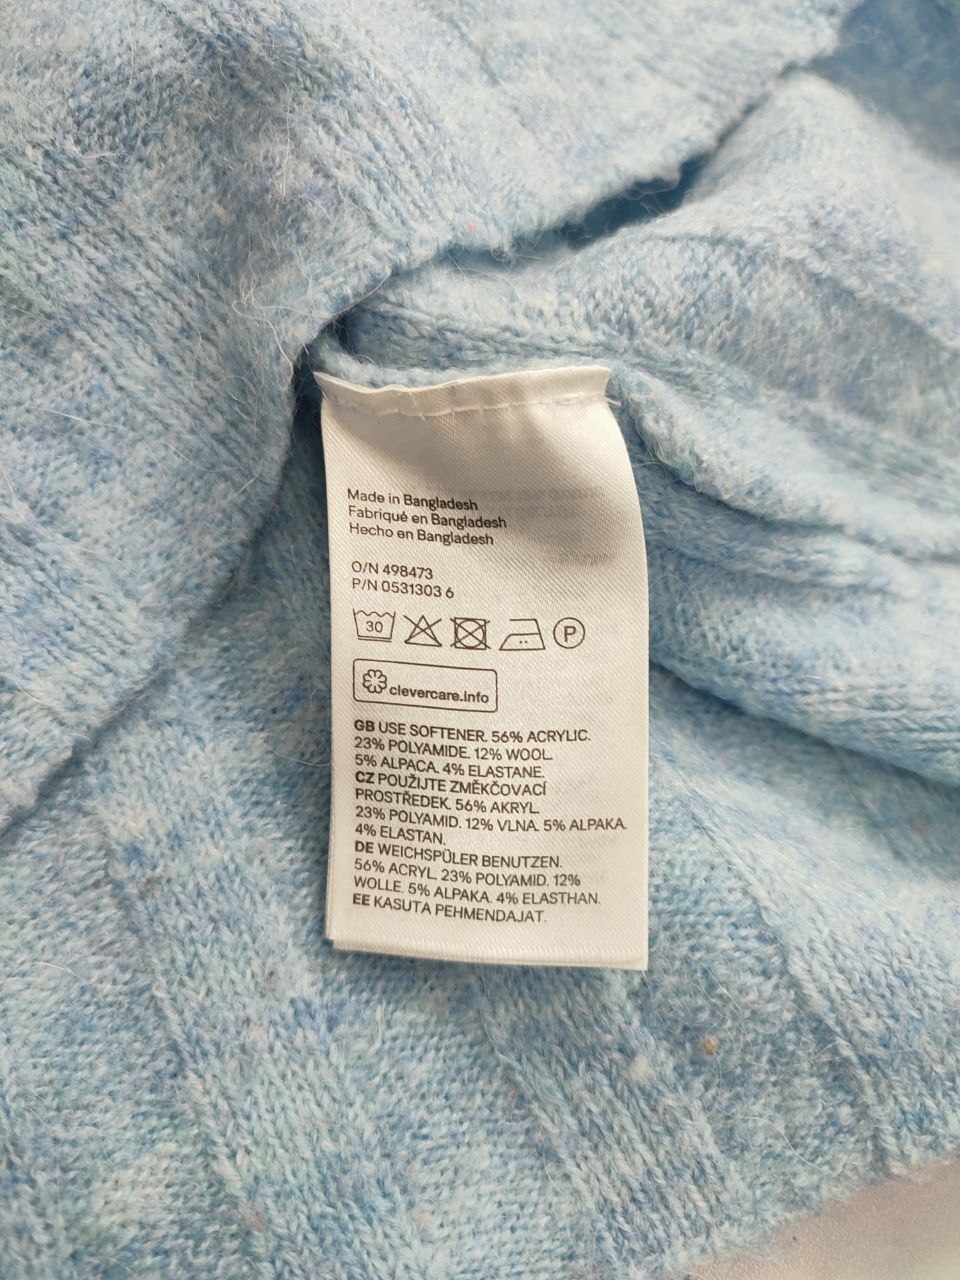 Made in Bangladesh
Fabriqué en Bangladesh
Hecho en Bangladesh
O/N 498473
P/N 0531303 6
30
P
clevercare.info
GB USE SOFTENER. 56% ACRYLIC.
23% POLYAMIDE. 12% WOOL.
5% ALPACA. 4% ELASTANE.
CZ POUŽIJTE ZMĚKČOVACÍ
PROSTŘEDEK. 56% AKRYL.
23% POLYAMID. 12% VLNA. 5% ALPAKA.
4% ELASTAN.
DE WEICHSPÜLER BENUTZEN.
56% ACRYL. 23% POLYAMID. 12%
WOLLE. 5% ALPAKA. 4% ELASTHAN.
EE KASUTA PEHMENDAJAT.